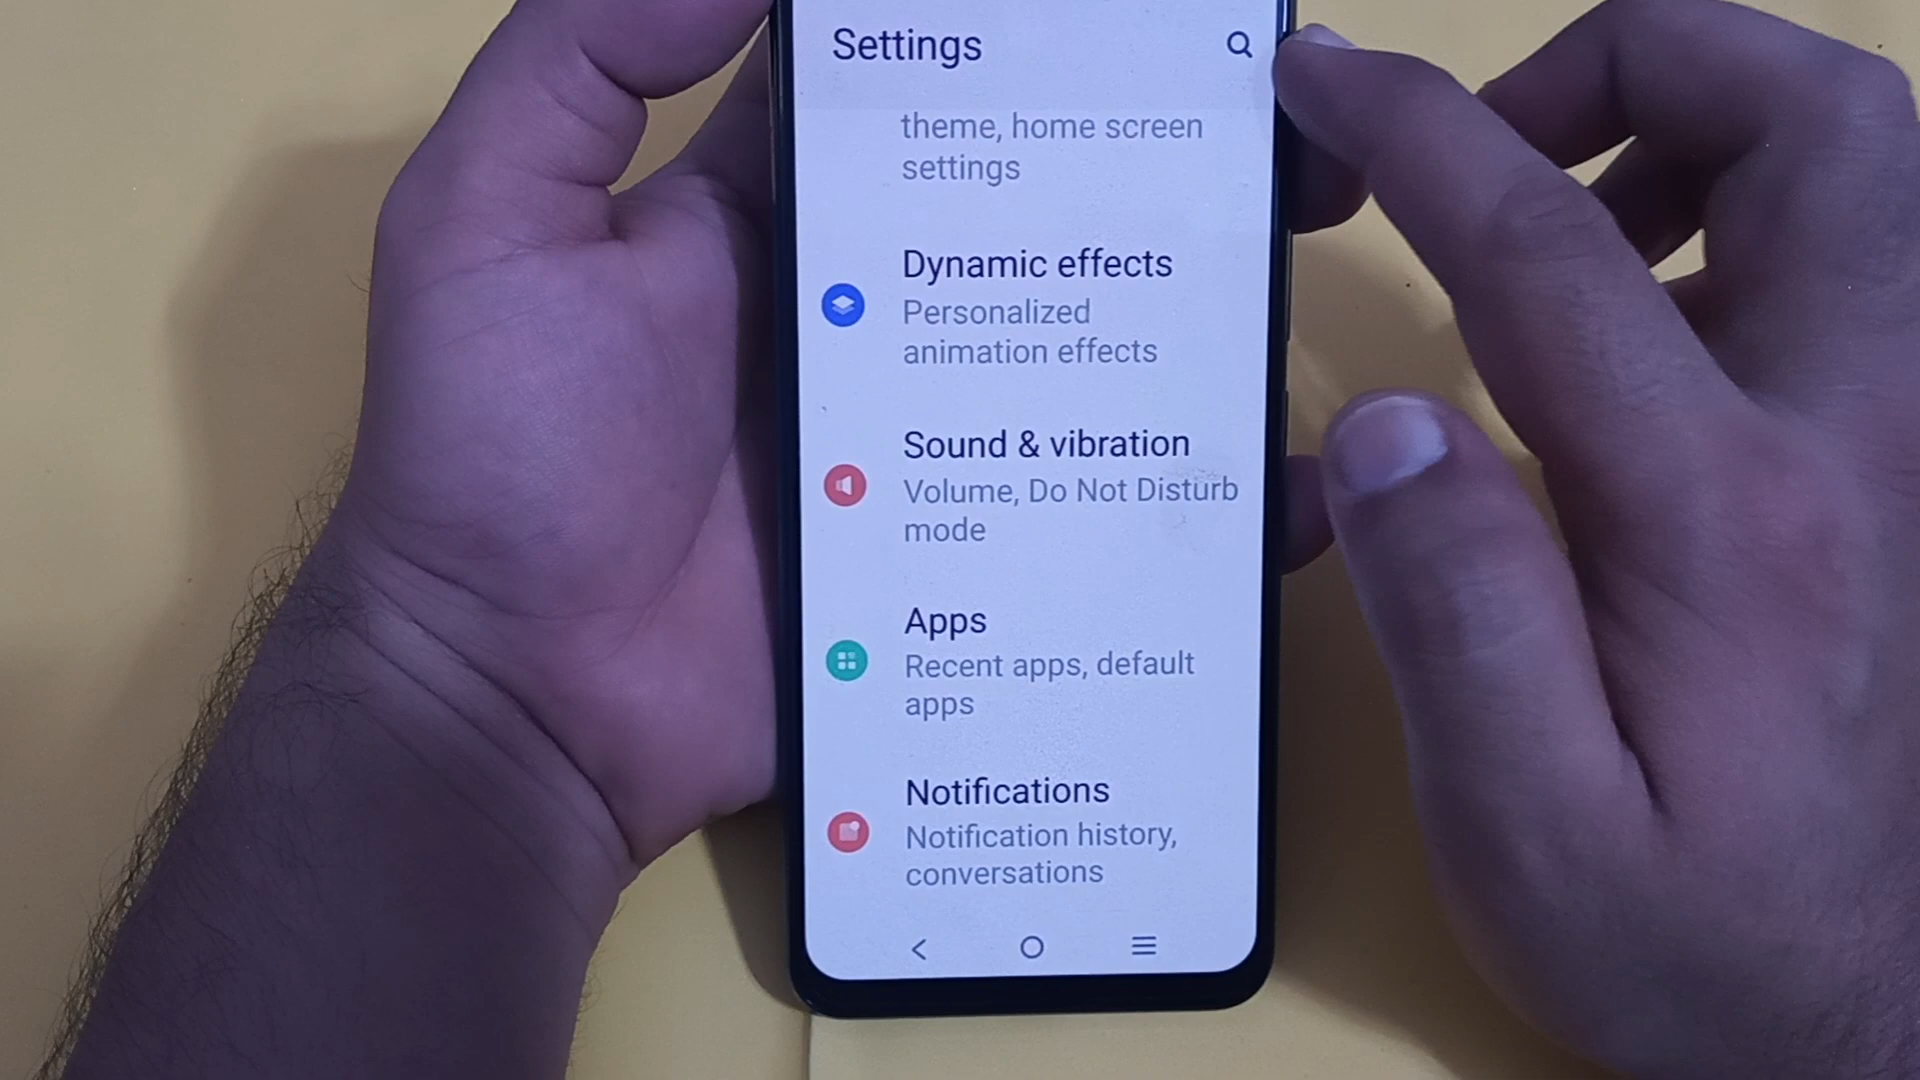 Settings
theme, home screen
settings
Dynamic effects
Personalized
animation effects
Sound & vibration
Volume, Do Not Disturb
mode
Apps
Recent apps, default
apps
Notifications
Notification history,
conversations